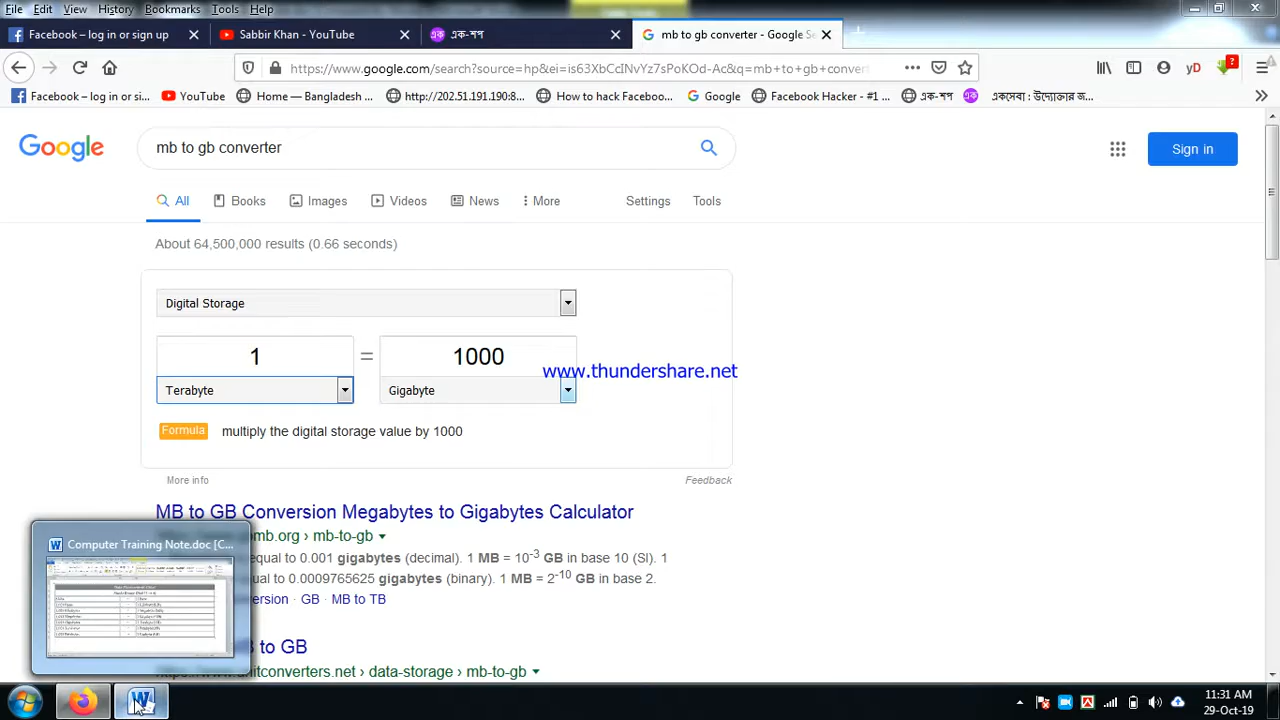 File Edit View History Bookmarks Tools Help
Facebook – log in or sign up
Sabbir Khan - YouTube
এক-শপ
mb to gb converter - Google Se
https://www.google.com/search?source=hp&ei=is63XbCcINvYz7sPoKOd-Ac&q=mb+to+gb+convert
yD
Facebook – log in or si... YouTube Home — Bangladesh ... http://202.51.191.190:8... How to hack Faceboo... Google Facebook Hacker - #1 ... এক-শপ একসেবা : উদ্যোক্তার জ...
Google
mb to gb converter
Sign in
All Books Images Videos News More Settings Tools
About 64,500,000 results (0.66 seconds)
Digital Storage
1 = 1000
www.thundershare.net
Terabyte Gigabyte
Formula multiply the digital storage value by 1000
More info Feedback
MB to GB Conversion Megabytes to Gigabytes Calculator
mb.org › mb-to-gb
equal to 0.001 gigabytes (decimal). 1 MB = 10-3 GB in base 10 (SI). 1
equal to 0.0009765625 gigabytes (binary). 1 MB = 2-10 GB in base 2.
· GB · MB to TB
to GB
› data-storage › mb-to-gb
Computer Training Note.doc [C...
11:31 AM
29-Oct-19